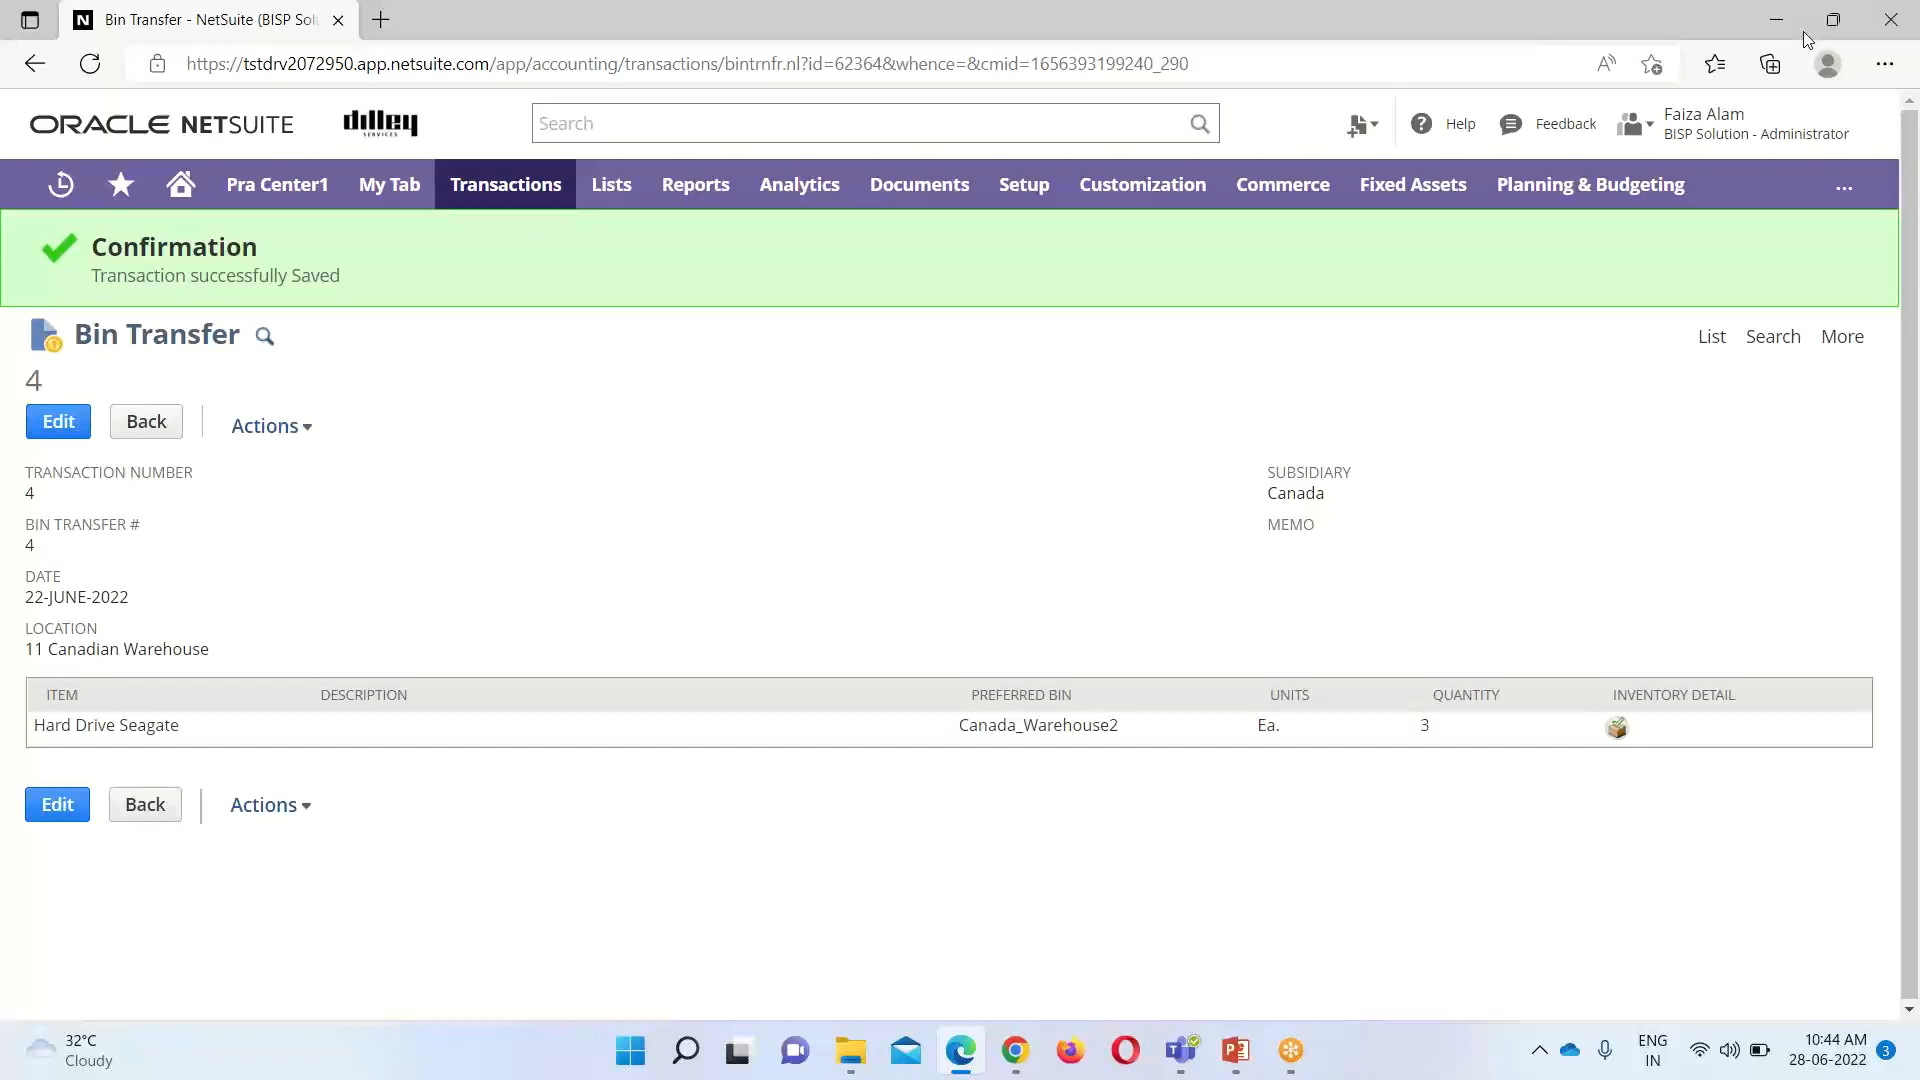 Bin Transfer - NetSuite (BISP Sol
https://tstdrv2072950.app.netsuite.com/app/accounting/transactions/bintrnfr.nl?id=62364&whence=&cmid=1656393199240_290
ORACLE NETSUITE
dilley
SERVICES
Search
Help
Feedback
Faiza Alam
BISP Solution - Administrator
Pra Center1 My Tab Transactions Lists Reports Analytics Documents Setup Customization Commerce Fixed Assets Planning & Budgeting ...
Confirmation
Transaction successfully Saved
Bin Transfer
List Search More
4
Edit Back Actions
TRANSACTION NUMBER
4
BIN TRANSFER #
4
DATE
22-JUNE-2022
LOCATION
11 Canadian Warehouse
SUBSIDIARY
Canada
MEMO
ITEM DESCRIPTION PREFERRED BIN UNITS QUANTITY INVENTORY DETAIL
Hard Drive Seagate Canada_Warehouse2 Ea. 3
Edit Back Actions
32°C
Cloudy
ENG
IN
10:44 AM
28-06-2022
3